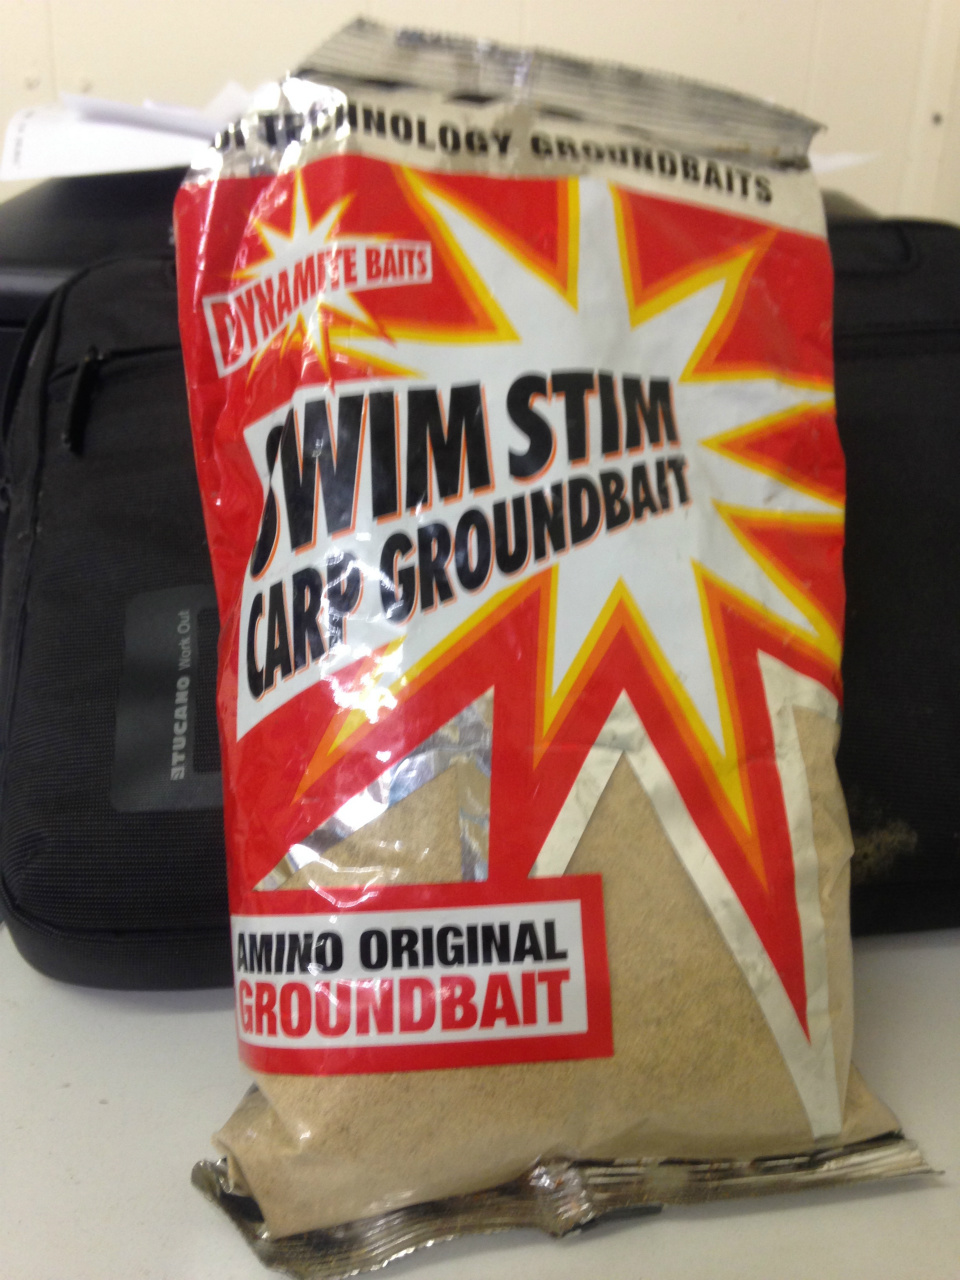 TECHNOLOGY GROUNDBAITS
DYNAMITE BAITS
SWIM STIM
CARP GROUNDBAIT
TUCANO Work Out
AMINO ORIGINAL
GROUNDBAIT